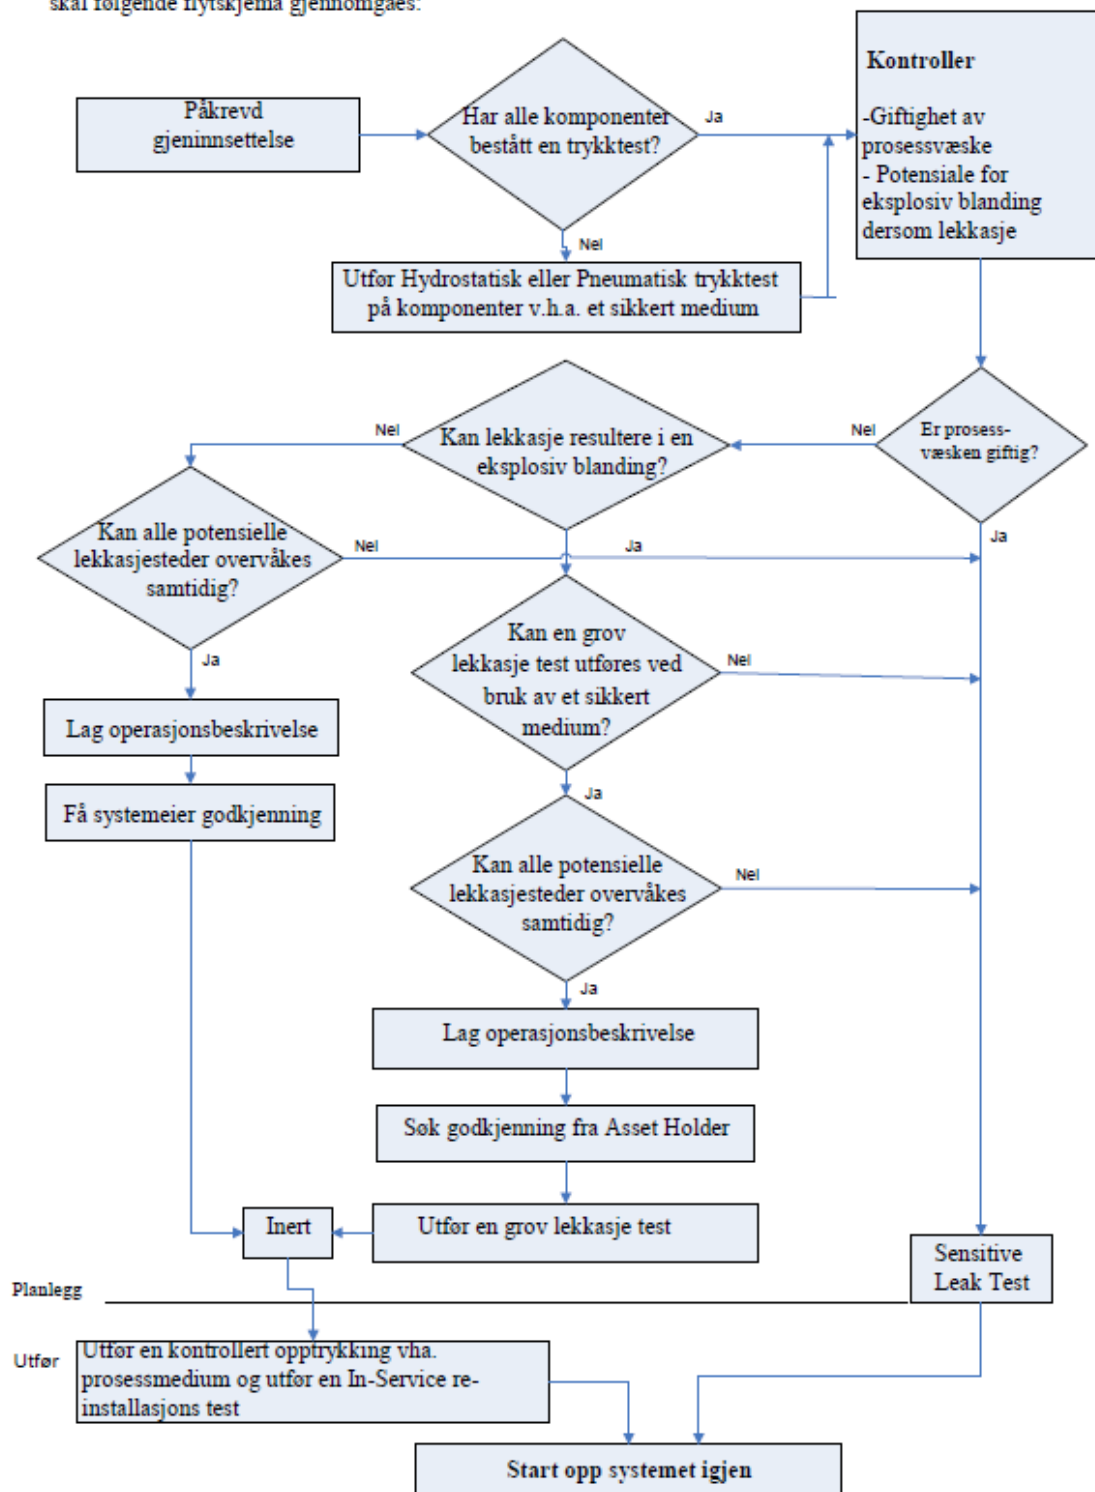 skal følgende flytskjema gjennomgåes:
Påkrevd
gjeninnsettelse
Har alle komponenter
bestått en trykktest?
Ja
Kontroller
-Giftighet av
prosessvæske
- Potensiale for
eksplosiv blanding
dersom lekkasje
Nei
Utfør Hydrostatisk eller Pneumatisk trykktest
på komponenter v.h.a. et sikkert medium
Er prosess-
væsken giftig?
Nei
Ja
Kan lekkasje resultere i en
eksplosiv blanding?
Nei
Ja
Kan alle potensielle
lekkasjesteder overvåkes
samtidig?
Nei
Ja
Lag operasjonsbeskrivelse
Få systemeier godkjenning
Kan en grov
lekkasje test utføres ved
bruk av et sikkert
medium?
Nei
Ja
Kan alle potensielle
lekkasjesteder overvåkes
samtidig?
Nei
Ja
Lag operasjonsbeskrivelse
Søk godkjenning fra Asset Holder
Utfør en grov lekkasje test
Inert
Sensitive
Leak Test
Planlegg
Utfør
Utfør en kontrollert opptrykking vha.
prosessmedium og utfør en In-Service re-
installasjons test
Start opp systemet igjen